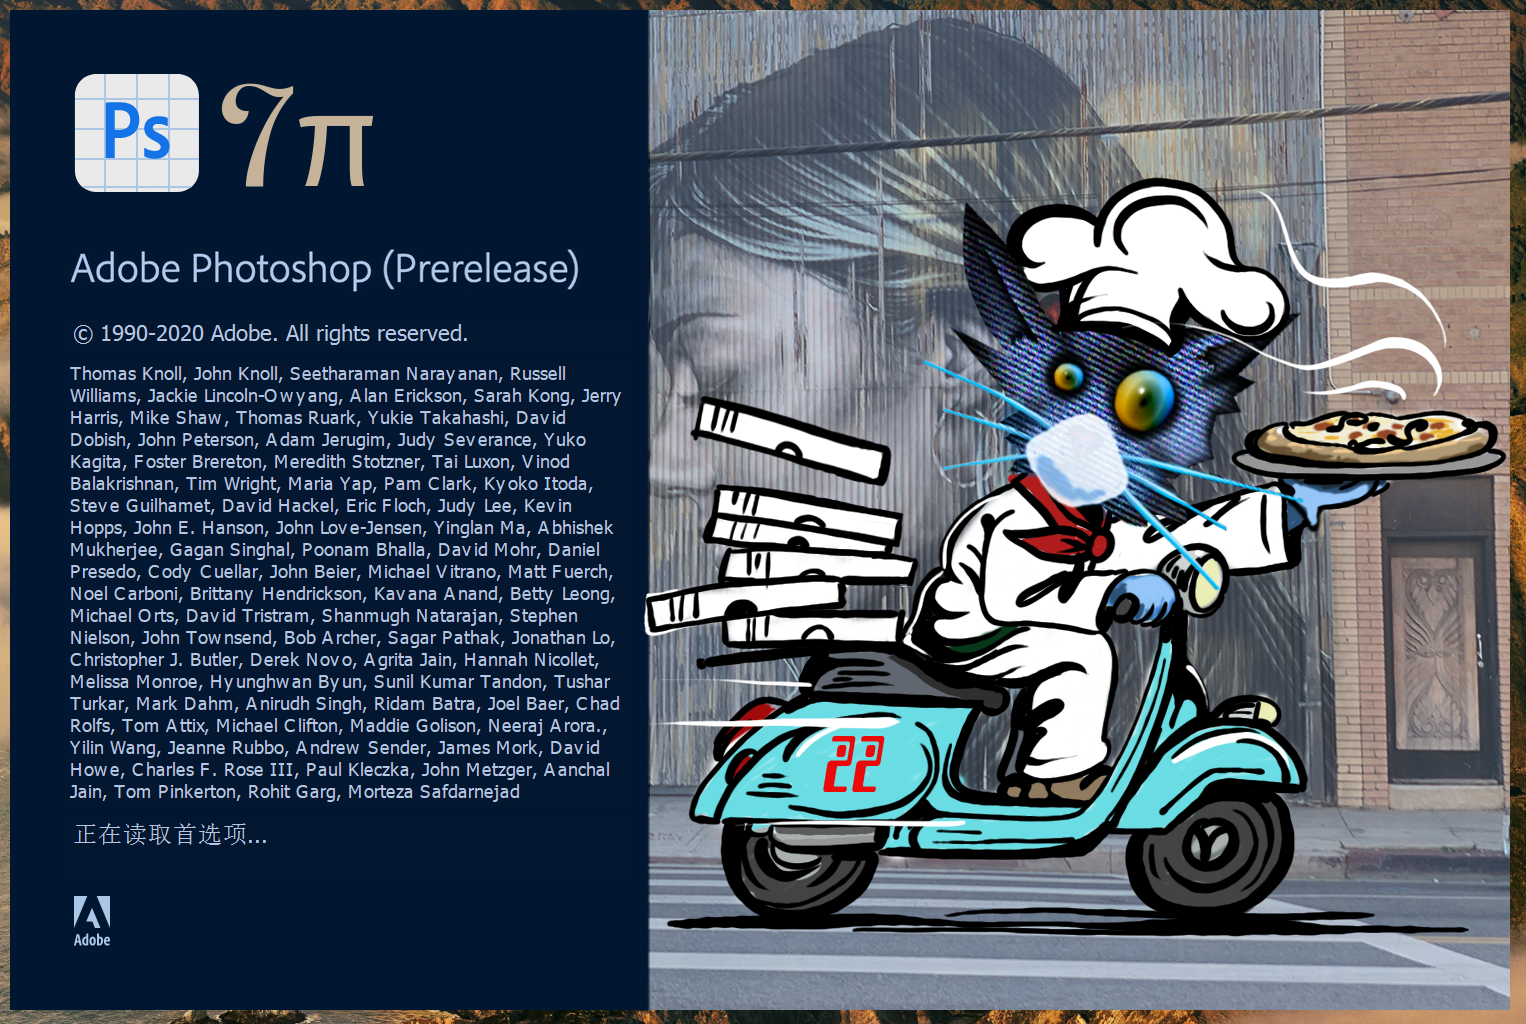 Ps 7π
Adobe Photoshop (Prerelease)
© 1990-2020 Adobe. All rights reserved.
Thomas Knoll, John Knoll, Seetharaman Narayanan, Russell
Williams, Jackie Lincoln-Owyang, Alan Erickson, Sarah Kong, Jerry
Harris, Mike Shaw, Thomas Ruark, Yukie Takahashi, David
Dobish, John Peterson, Adam Jerugim, Judy Severance, Yuko
Kagita, Foster Brereton, Meredith Stotzner, Tai Luxon, Vinod
Balakrishnan, Tim Wright, Maria Yap, Pam Clark, Kyoko Itoda,
Steve Guilhamet, David Hackel, Eric Floch, Judy Lee, Kevin
Hopps, John E. Hanson, John Love-Jensen, Yinglan Ma, Abhishek
Mukherjee, Gagan Singhal, Poonam Bhalla, David Mohr, Daniel
Presedo, Cody Cuellar, John Beier, Michael Vitrano, Matt Fuerch,
Noel Carboni, Brittany Hendrickson, Kavana Anand, Betty Leong,
Michael Orts, David Tristram, Shanmugh Natarajan, Stephen
Nielson, John Townsend, Bob Archer, Sagar Pathak, Jonathan Lo,
Christopher J. Butler, Derek Novo, Agrita Jain, Hannah Nicollet,
Melissa Monroe, Hyunghwan Byun, Sunil Kumar Tandon, Tushar
Turkar, Mark Dahm, Anirudh Singh, Ridam Batra, Joel Baer, Chad
Rolfs, Tom Attix, Michael Clifton, Maddie Golison, Neeraj Arora.,
Yilin Wang, Jeanne Rubbo, Andrew Sender, James Mork, David
Howe, Charles F. Rose III, Paul Kleczka, John Metzger, Aanchal
Jain, Tom Pinkerton, Rohit Garg, Morteza Safdarnejad
正在读取首选项...
Adobe
22